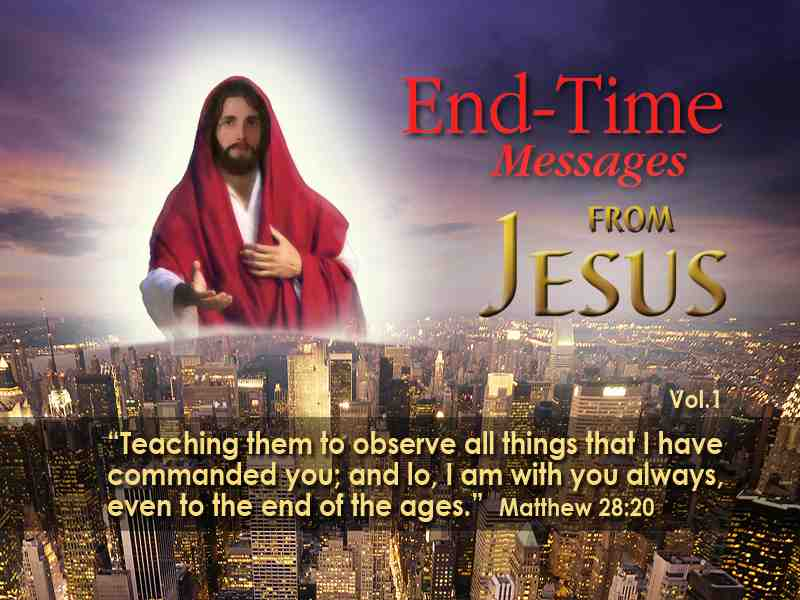 End-Time
Messages
FROM
JESUS
Vol.1
“Teaching them to observe all things that I have
commanded you; and lo, I am with you always,
even to the end of the ages.” Matthew 28:20